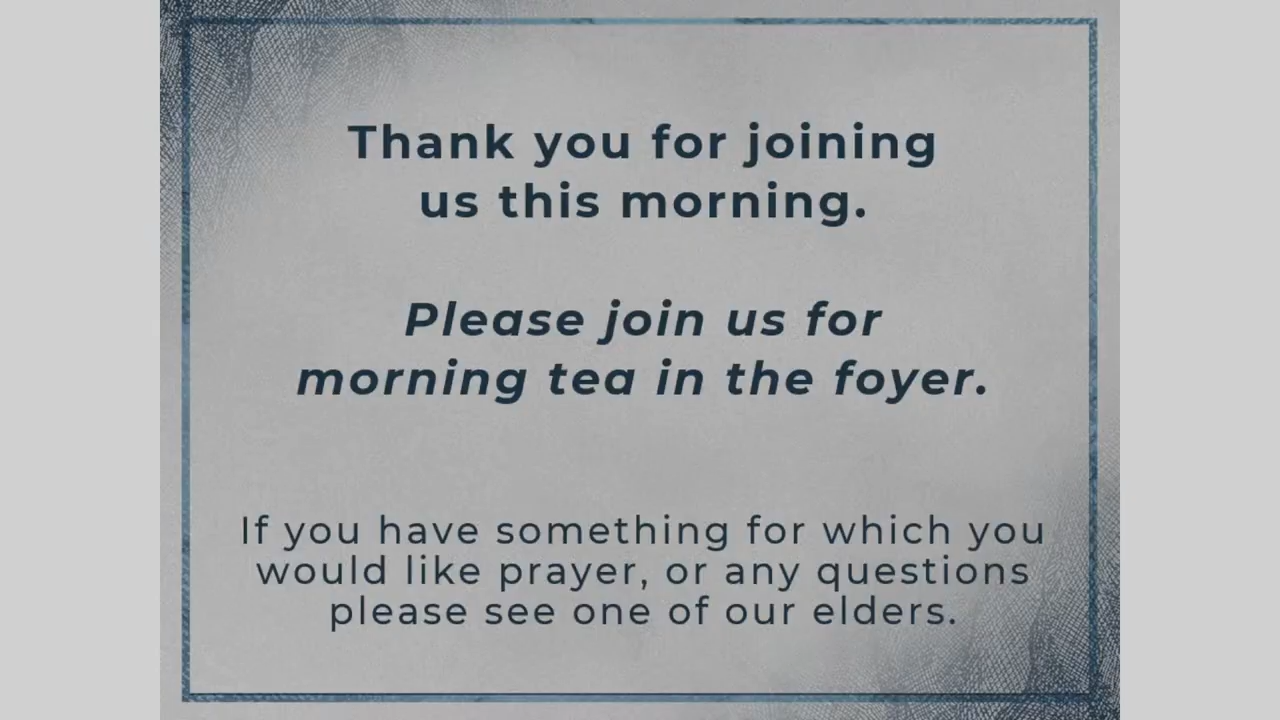 Thank you for joining
us this morning.
Please join us for
morning tea in the foyer.
If you have something for which you
would like prayer, or any questions
please see one of our elders.